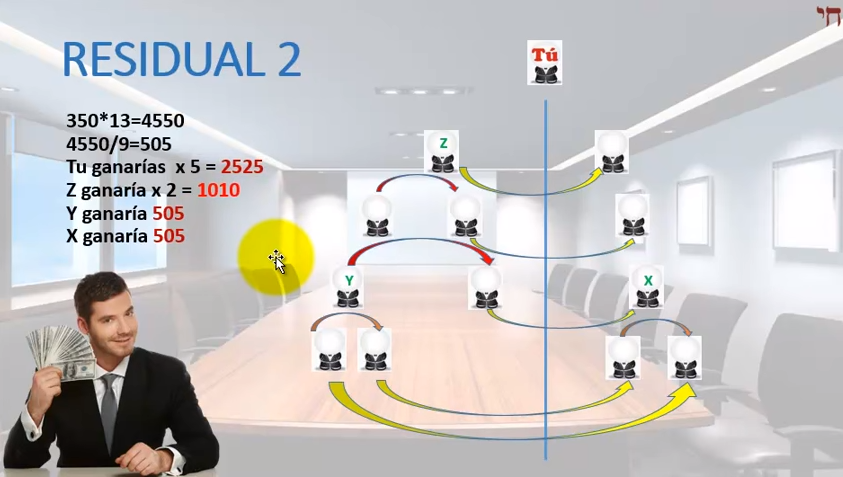 חי
RESIDUAL 2
Tú
350*13=4550
4550/9=505
Tu ganarías x 5 = 2525
Z ganaría x 2 = 1010
Y ganaría 505
X ganaría 505
Z
Y
X